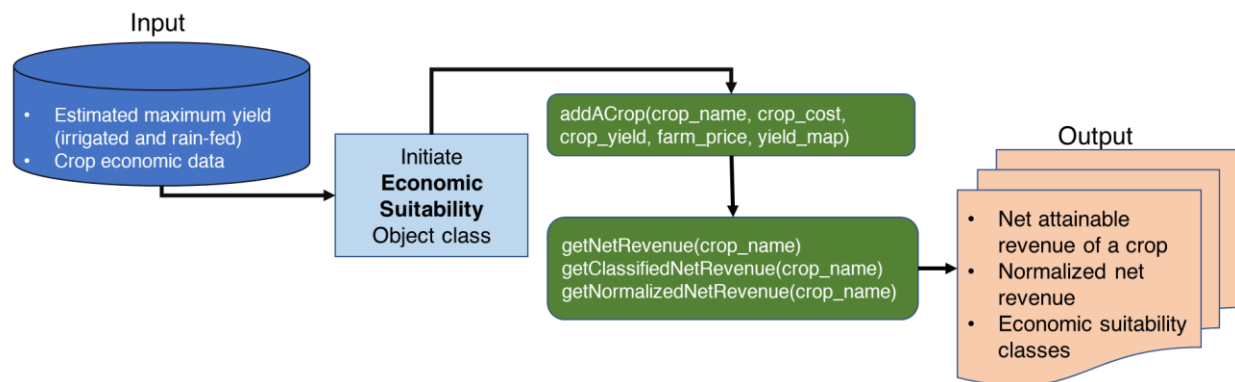 Input
• Estimated maximum yield
(irrigated and rain-fed)
• Crop economic data
Initiate
Economic
Suitability
Object class
addACrop(crop_name, crop_cost,
crop_yield, farm_price, yield_map)
getNetRevenue(crop_name)
getClassifiedNetRevenue(crop_name)
getNormalizedNetRevenue(crop_name)
Output
• Net attainable
revenue of a crop
• Normalized net
revenue
• Economic suitability
classes